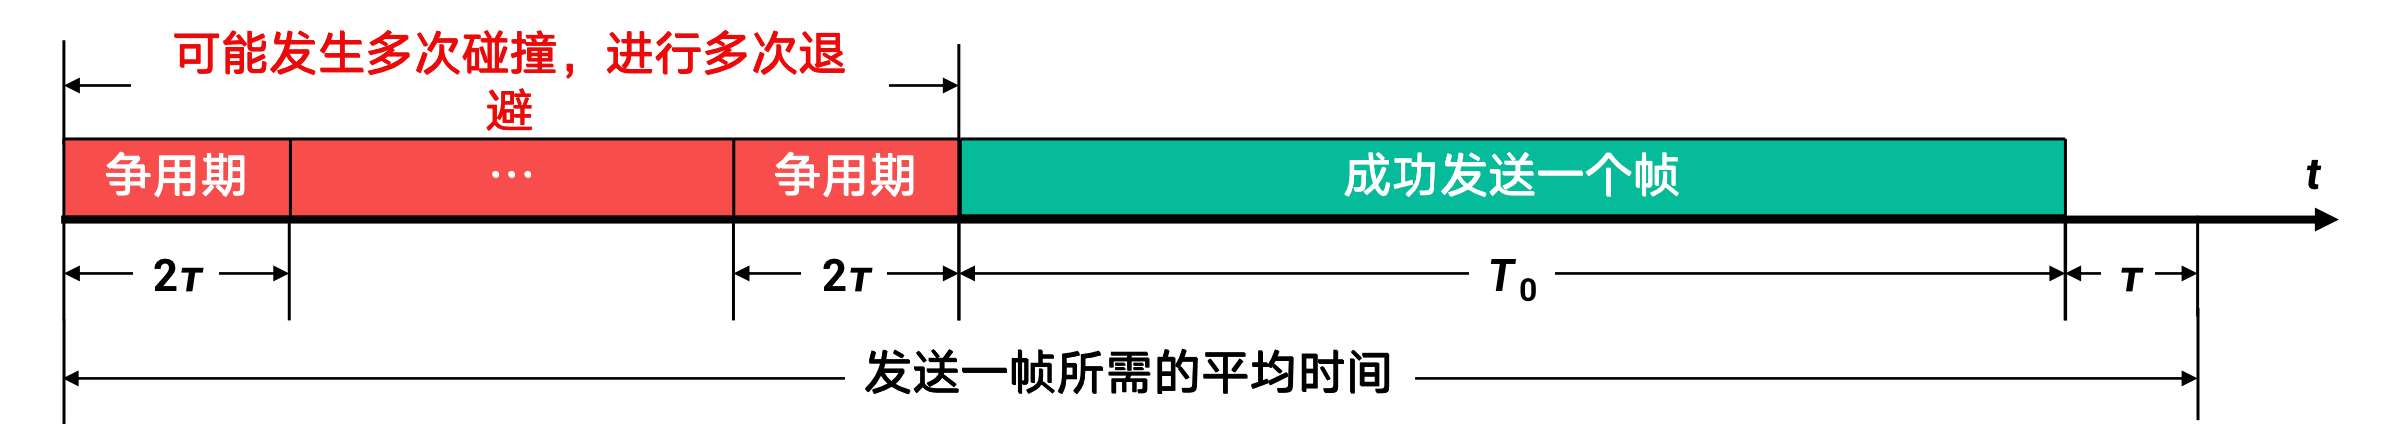 可能发生多次碰撞，进行多次退
避
争用期 ··· 争用期 成功发送一个帧 t
2τ 2τ T₀ τ
发送一帧所需的平均时间